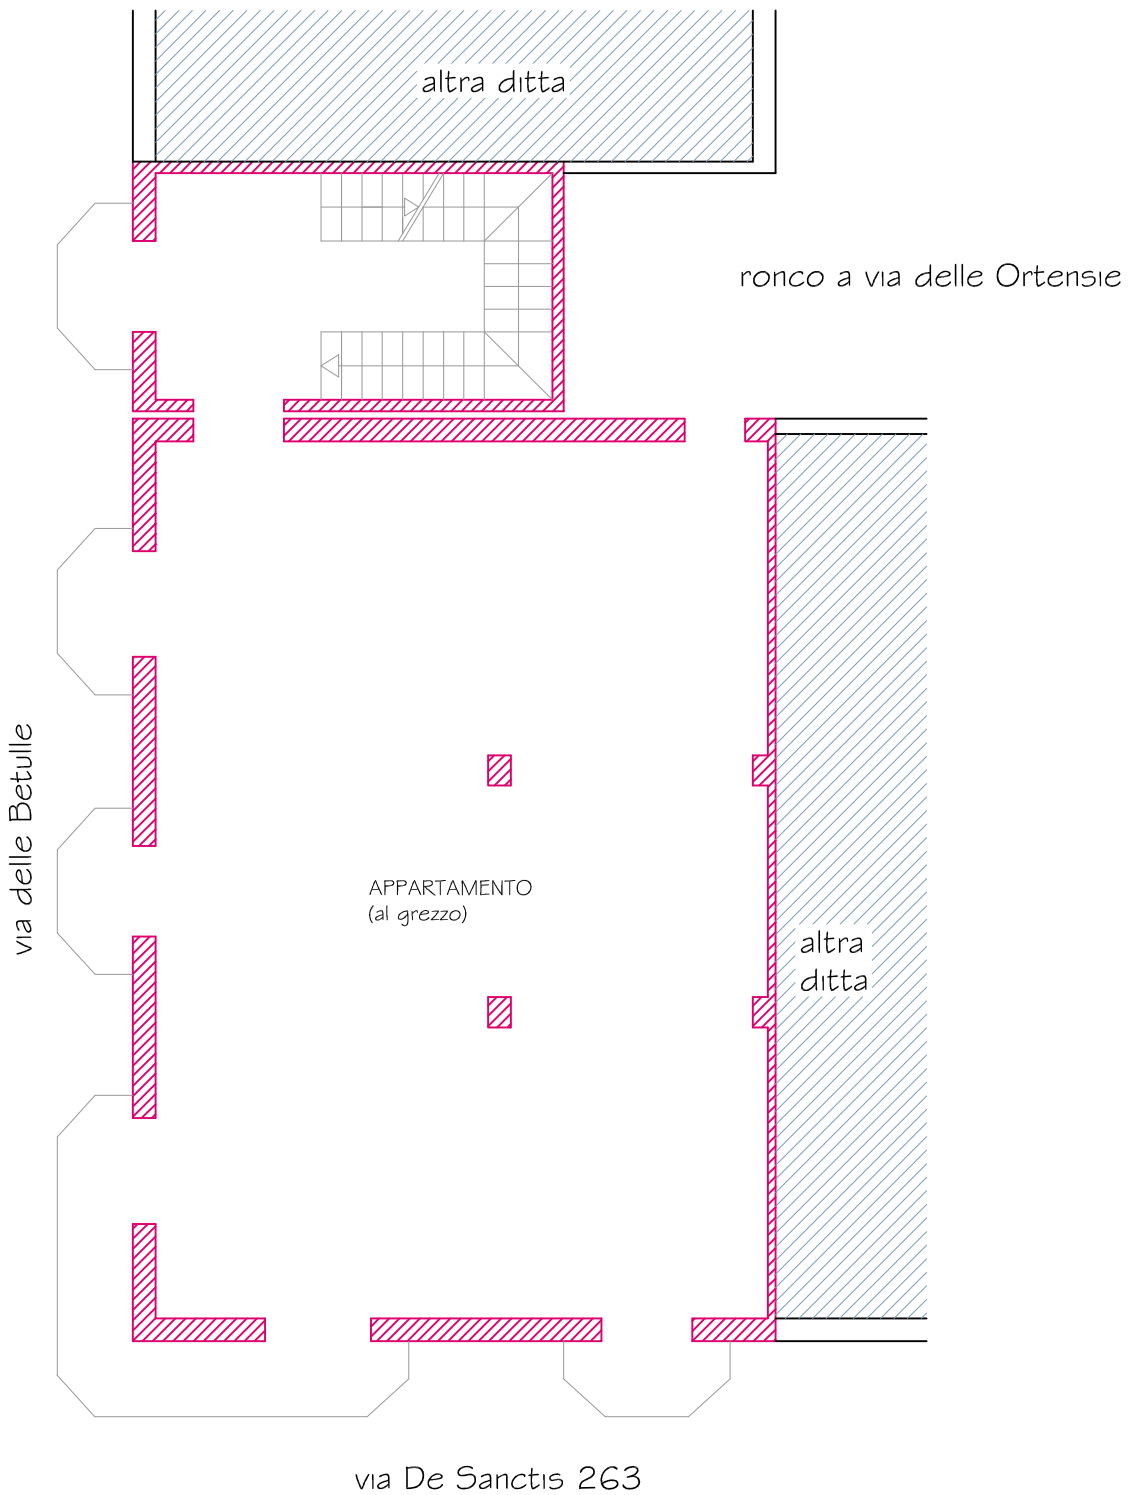 altra ditta
ronco a via delle Ortensie
via delle Betulle
APPARTAMENTO
(al grezzo)
altra
ditta
via De Sanctis 263